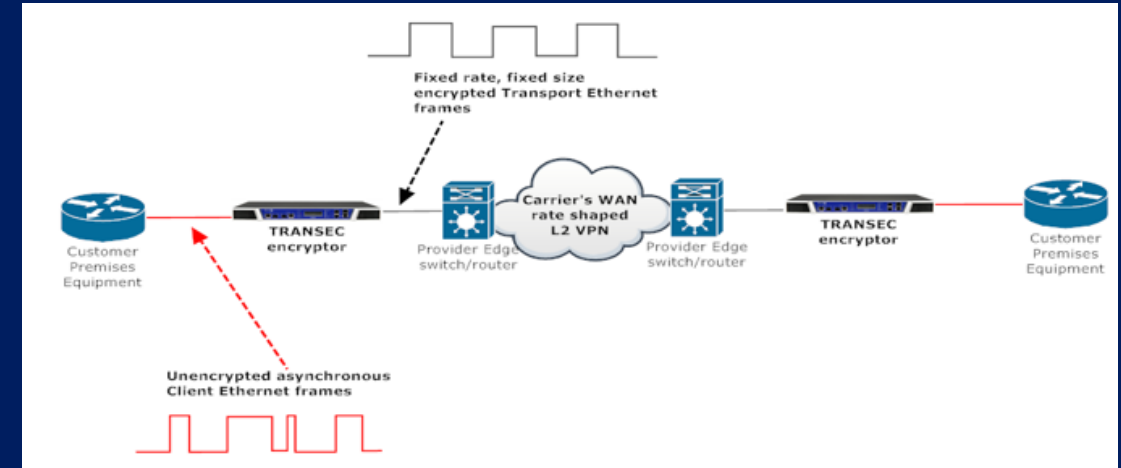 Fixed rate, fixed size
encrypted Transport Ethernet
frames
Carrier's WAN
rate shaped
L2 VPN
TRANSEC
encryptor
TRANSEC
encryptor
Customer
Premises
Equipment
Provider Edge
switch/router
Provider Edge
switch/router
Customer
Premises
Equipment
Unencrypted asynchronous
Client Ethernet frames